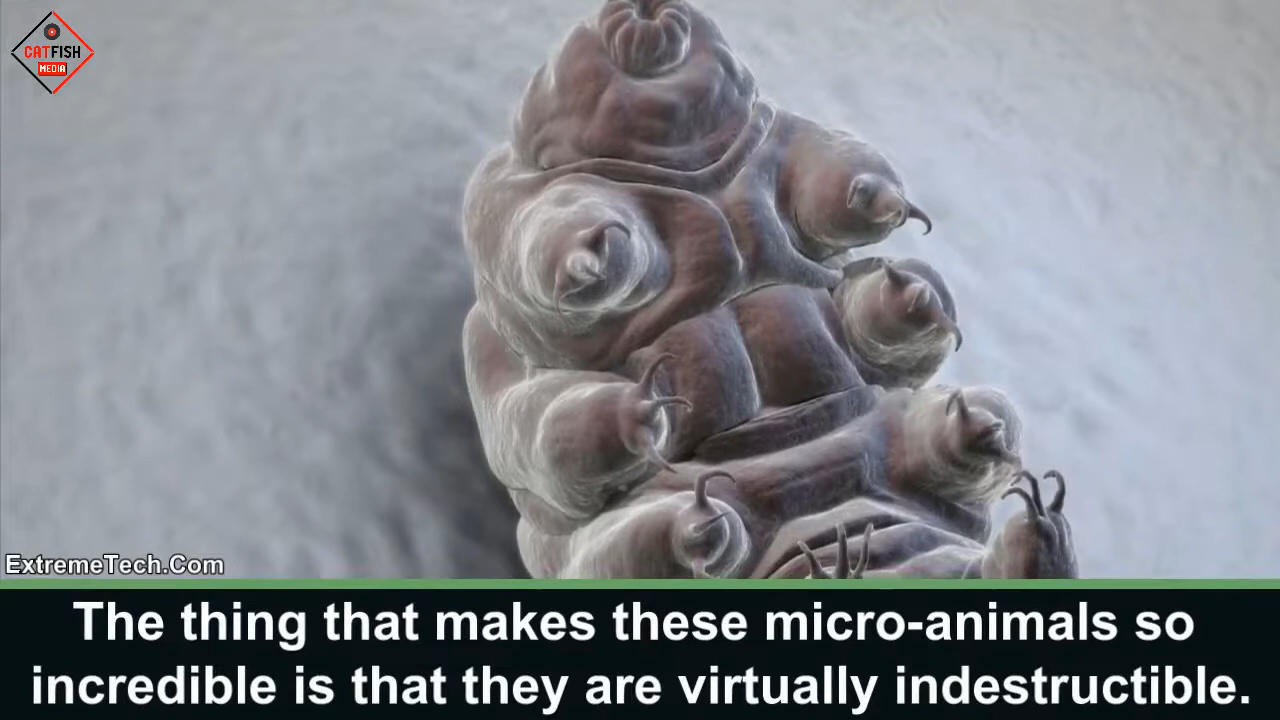 CATFISH
MEDIA
ExtremeTech.Com
The thing that makes these micro-animals so
incredible is that they are virtually indestructible.